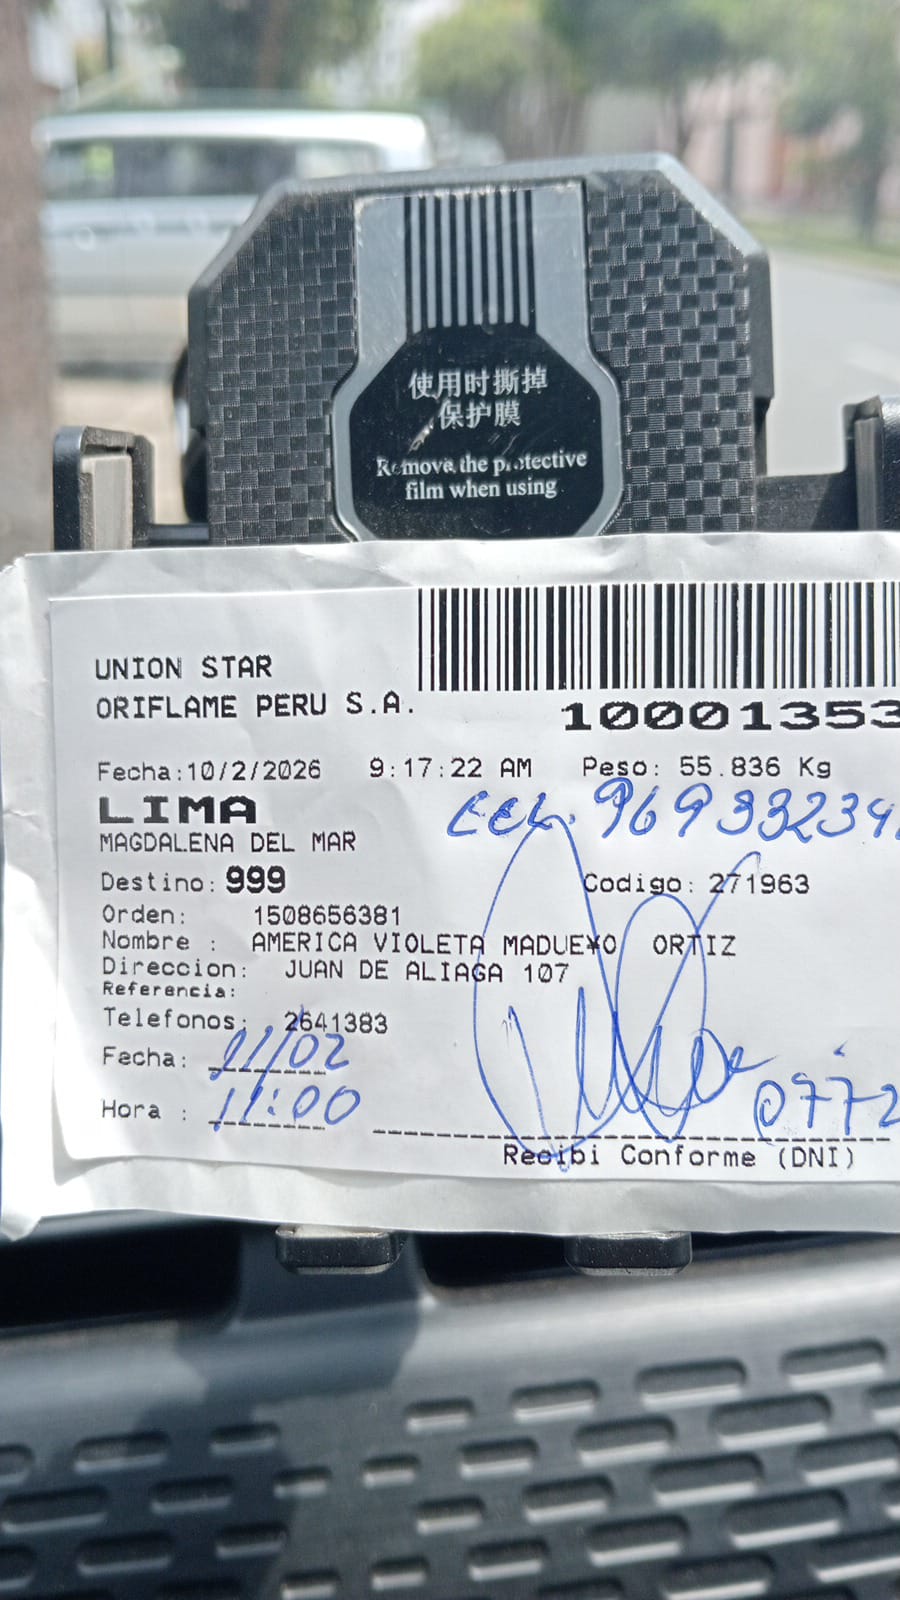 使用时撕掉
保护膜
Remove the protective
film when using
UNION STAR
ORIFLAME PERU S.A.
10001353
Fecha:10/2/2026 9:17:22 AM Peso: 55.836 Kg
LIMA
CEL. 96933234
MAGDALENA DEL MAR
Destino: 999 Codigo: 271963
Orden: 1508656381
Nombre : AMERICA VIOLETA MADUE¥O ORTIZ
Direccion: JUAN DE ALIAGA 107
Referencia:
Telefonos: 2641383
Fecha: 11/02
Hora : 11:00
0772
Recibi Conforme (DNI)